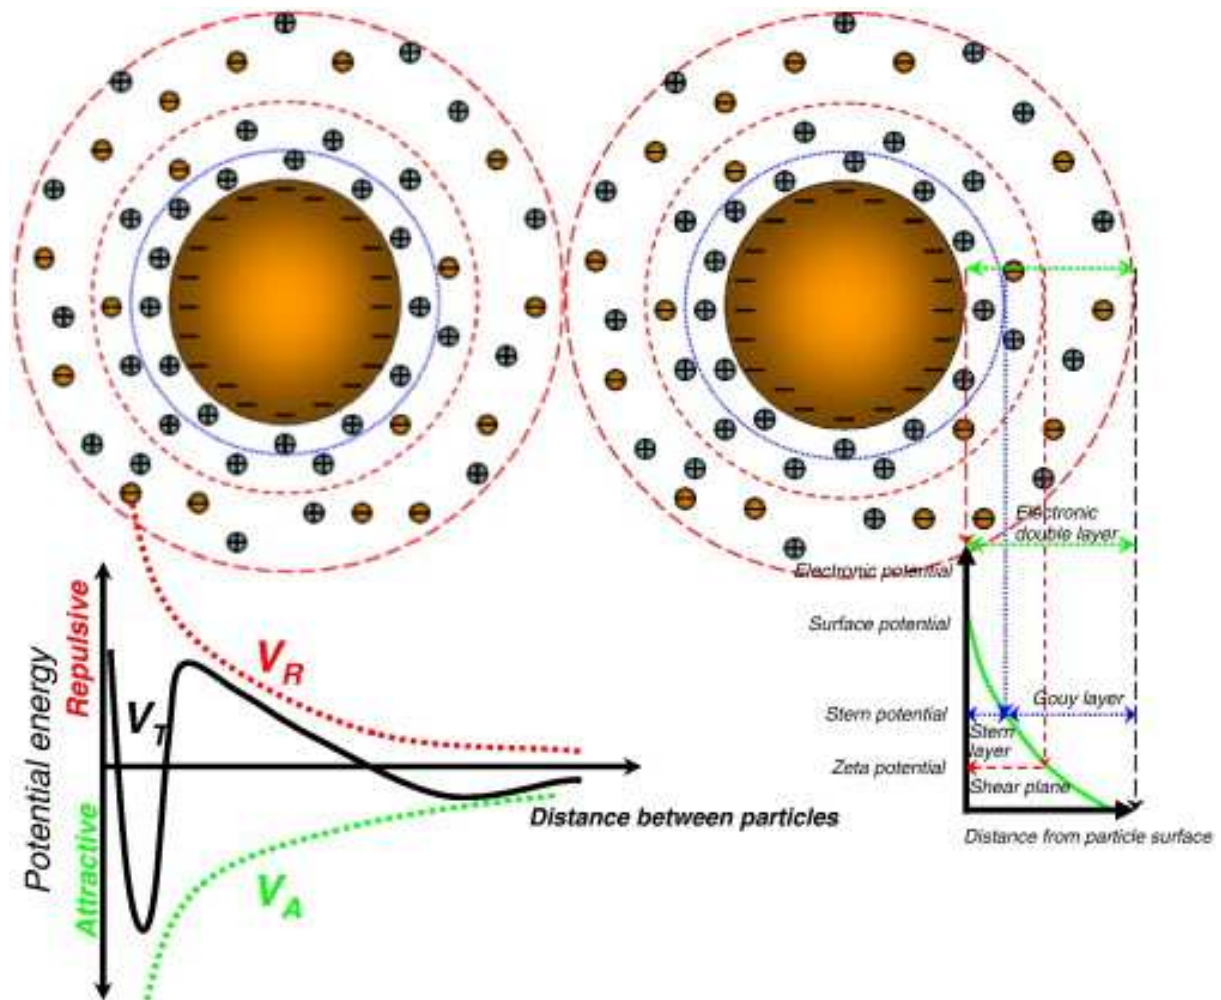 Electronic
double layer
Electronic potential
Surface potential
Gouy layer
Stern potential
Stern
layer
Zeta potential
Shear plane
Distance from particle surface
Potential energy
Repulsive
Attractive
V_R
V_T
V_A
Distance between particles